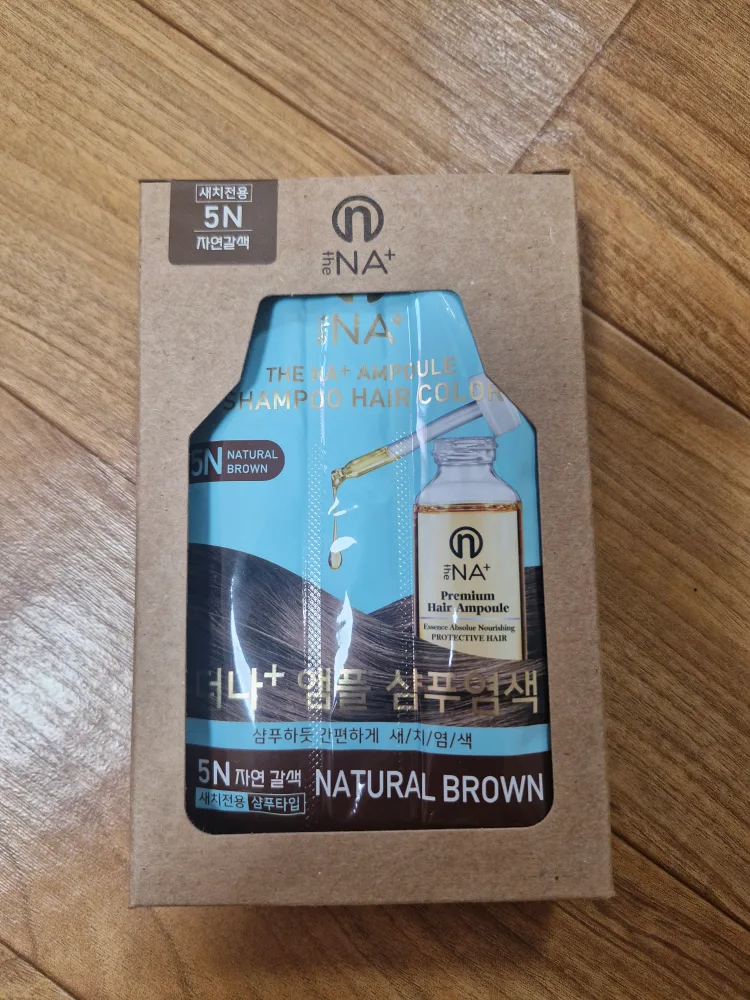 새치전용
5N
자연갈색
the NA+
NA+
THE NA+ AMPOULE
SHAMPOO HAIR COLOR
5N NATURAL
BROWN
the NA+
Premium
Hair Ampoule
Essence Absolue Nourishing
PROTECTIVE HAIR
더나+ 앰플 샴푸염색
샴푸하듯 간편하게 새/치/염/색
5N 자연 갈색
새치전용 샴푸타입
NATURAL BROWN